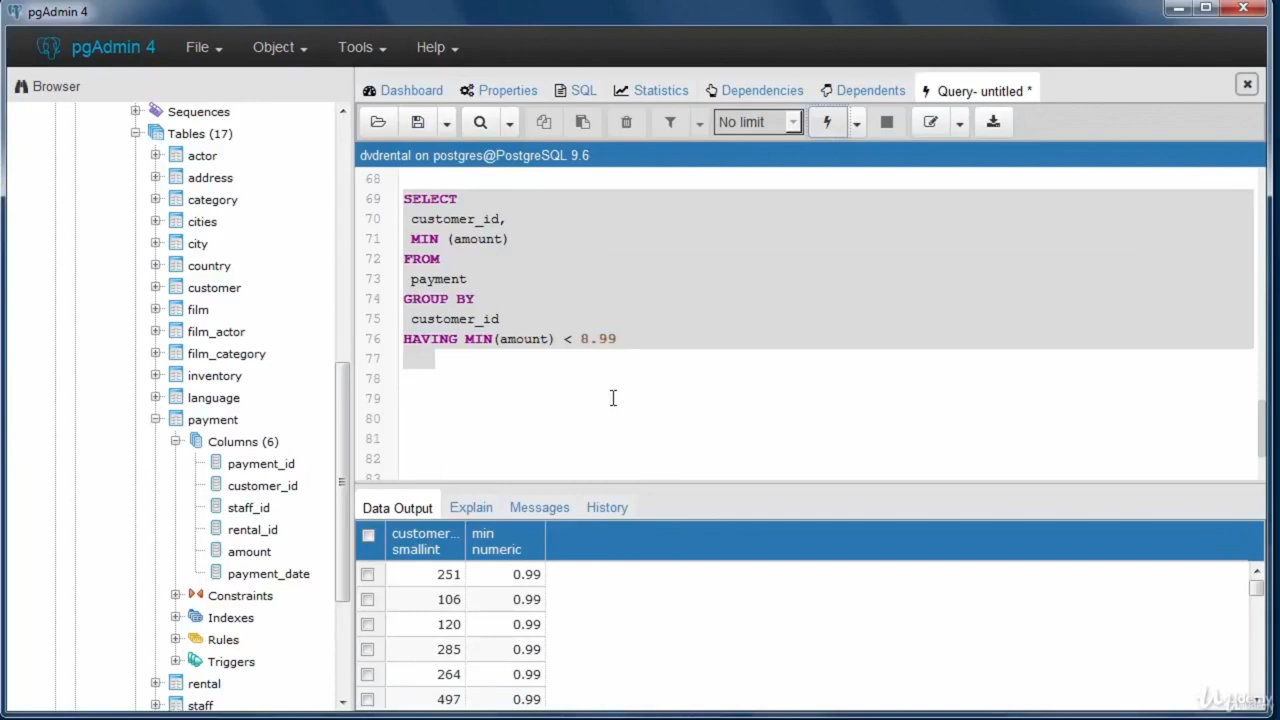 pgAdmin 4
pgAdmin 4 File Object Tools Help
Browser
Dashboard Properties SQL Statistics Dependencies Dependents Query- untitled *
No limit
dvdrental on postgres@PostgreSQL 9.6
Sequences
Tables (17)
actor
address
category
cities
city
country
customer
film
film_actor
film_category
inventory
language
payment
Columns (6)
payment_id
customer_id
staff_id
rental_id
amount
payment_date
Constraints
Indexes
Rules
Triggers
rental
staff
68
69 SELECT
70 customer_id,
71 MIN (amount)
72 FROM
73 payment
74 GROUP BY
75 customer_id
76 HAVING MIN(amount) < 8.99
77
78
79
80
81
82
83
Data Output Explain Messages History
customer... min
smallint numeric
251 0.99
106 0.99
120 0.99
285 0.99
264 0.99
497 0.99
Udemy